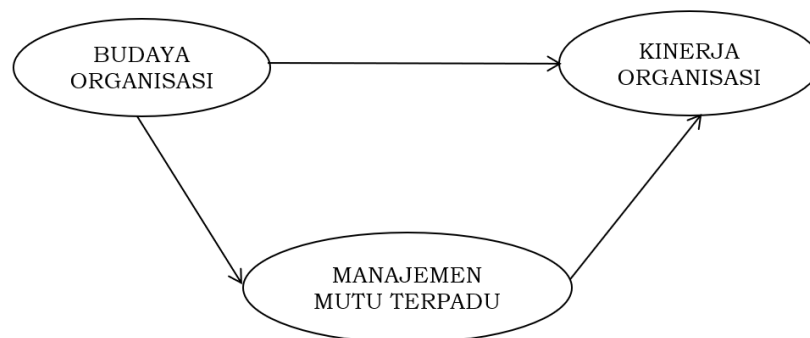 BUDAYA
ORGANISASI
KINERJA
ORGANISASI
MANAJEMEN
MUTU TERPADU